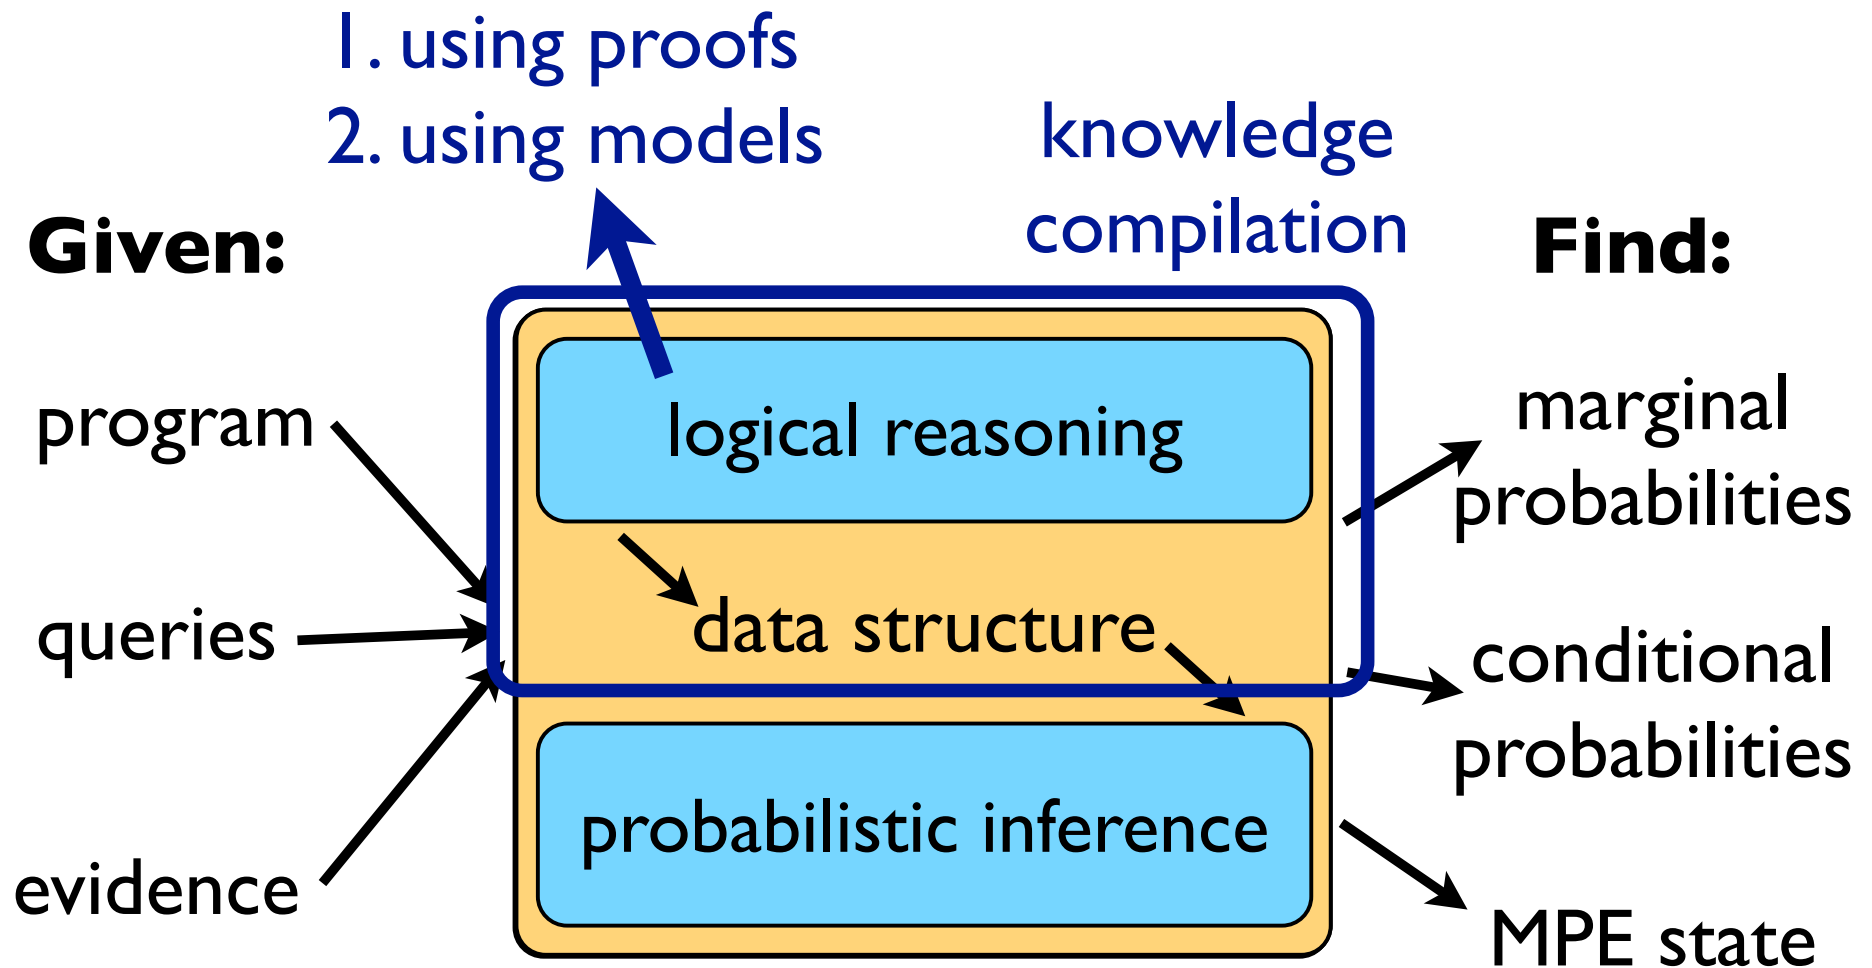 1. using proofs
2. using models
knowledge
compilation
Given:
Find:
program
queries
evidence
logical reasoning
data structure
probabilistic inference
marginal
probabilities
conditional
probabilities
MPE state